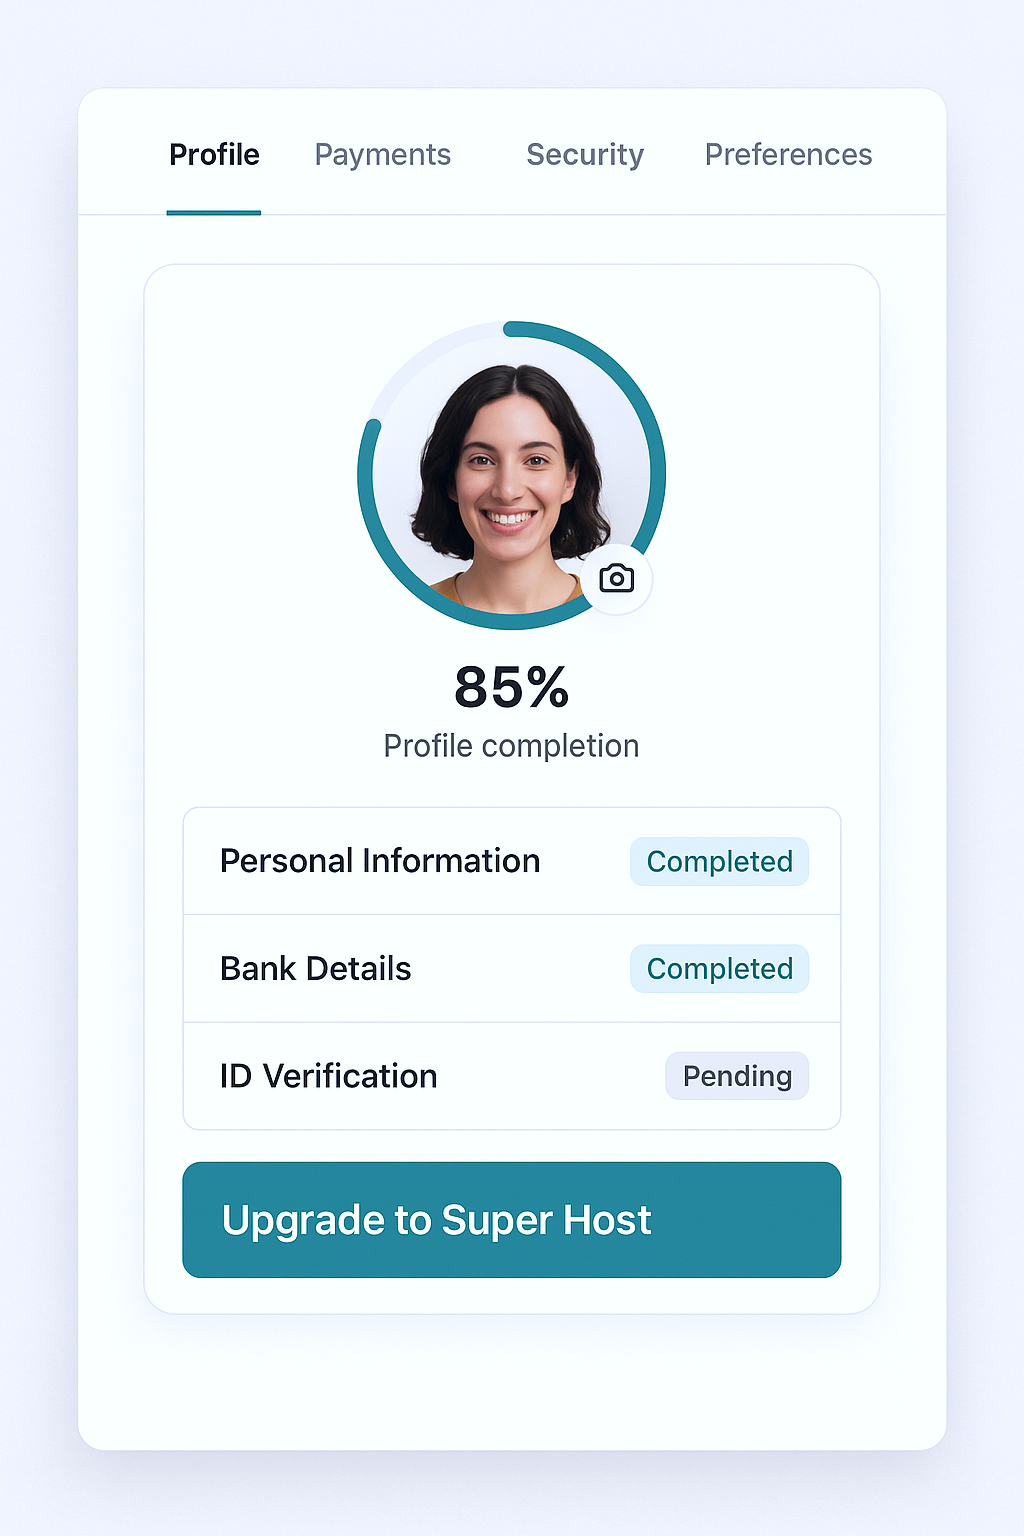 Profile Payments Security Preferences
85%
Profile completion
Personal Information Completed
Bank Details Completed
ID Verification Pending
Upgrade to Super Host